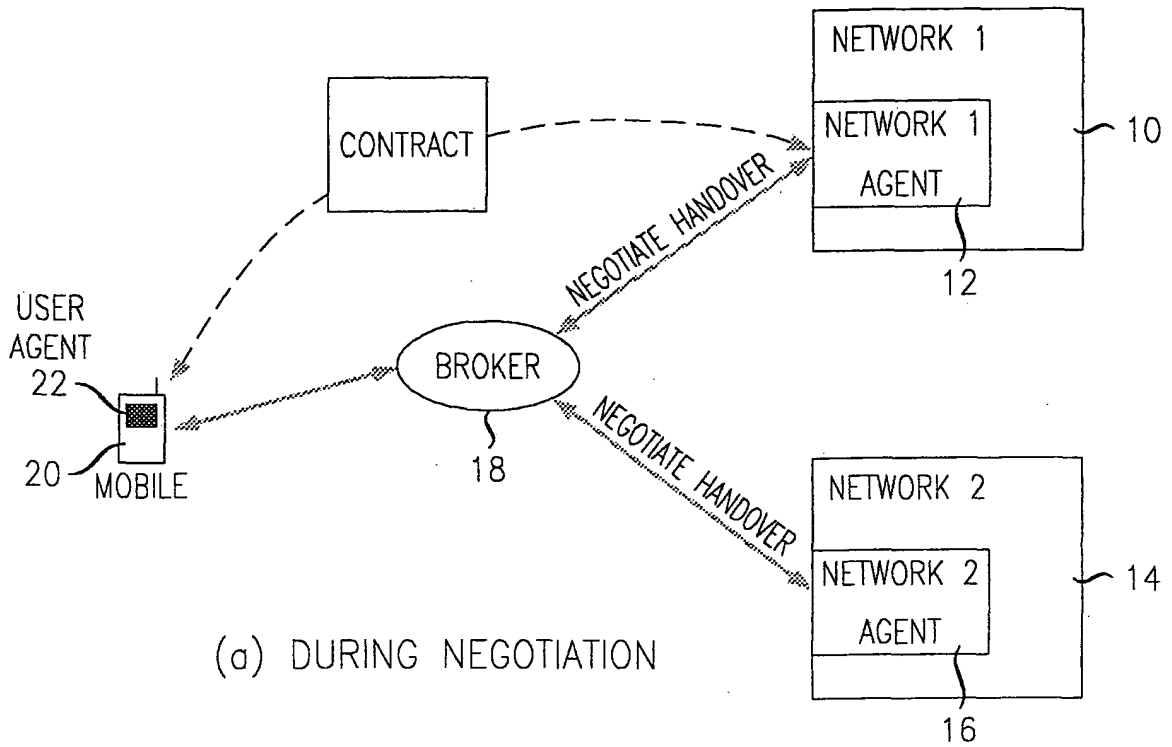 NETWORK 1
NETWORK 1
AGENT
10
12
CONTRACT
NEGOTIATE HANDOVER
USER
AGENT
22
20
MOBILE
BROKER
18
NEGOTIATE HANDOVER
NETWORK 2
NETWORK 2
AGENT
14
16
(a) DURING NEGOTIATION